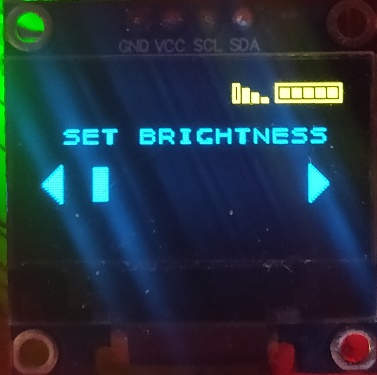 GND VCC SCL SDA
SET BRIGHTNESS